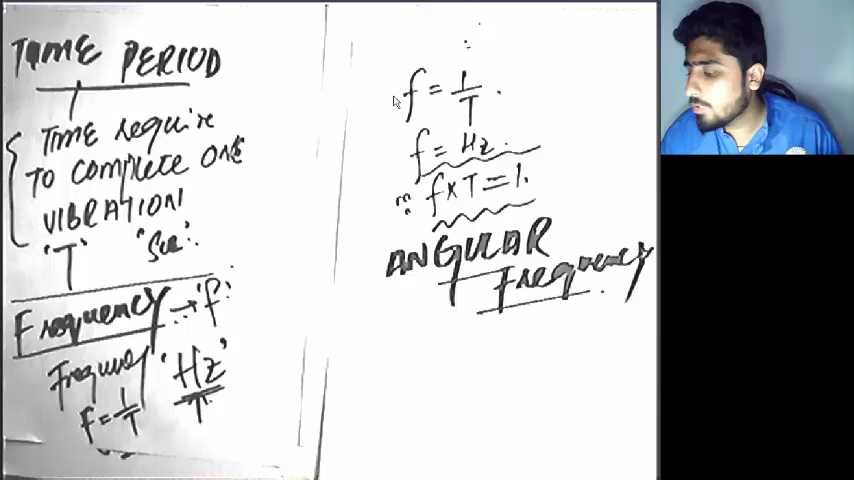 TIME PERIOD
TIME require
TO complete ONE
VIBRATION
"T" "Sec".
Frequency → "f".
Frequency "Hz"
F = 1/T T
f = 1/T .
f = Hz.
f x T = 1.
ANGULAR
Frequency